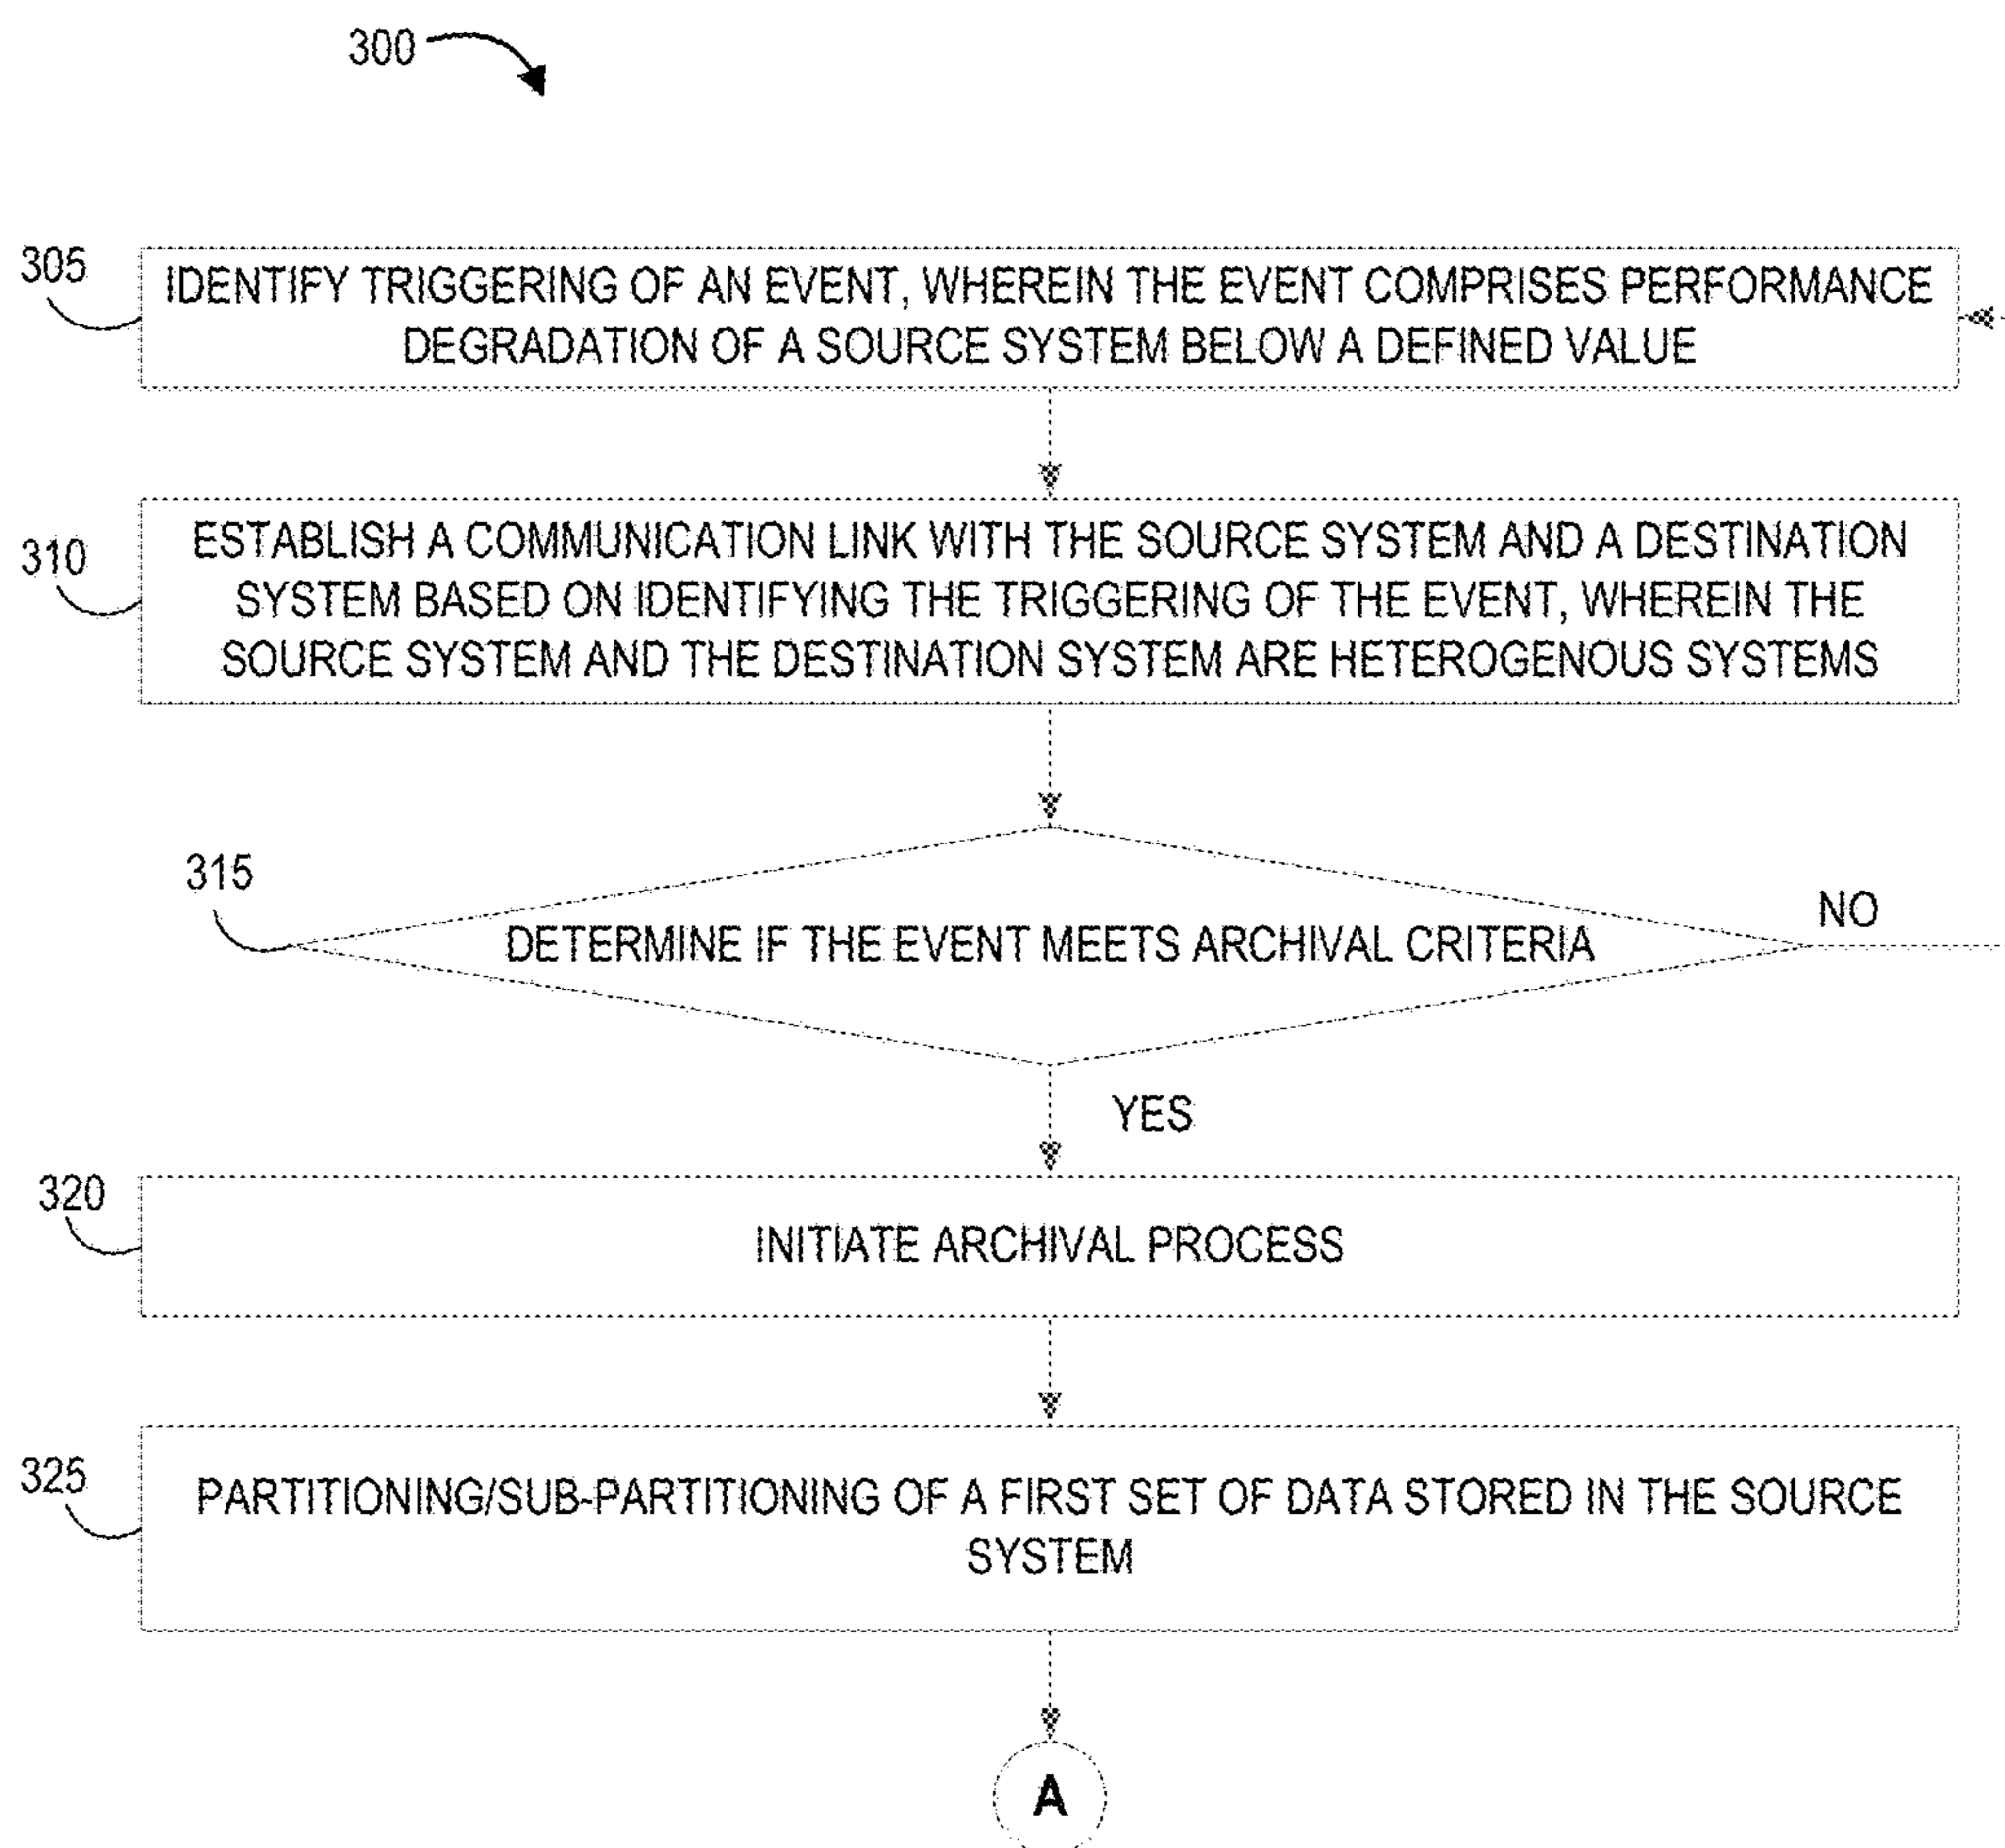 300
305
IDENTIFY TRIGGERING OF AN EVENT, WHEREIN THE EVENT COMPRISES PERFORMANCE
DEGRADATION OF A SOURCE SYSTEM BELOW A DEFINED VALUE
310
ESTABLISH A COMMUNICATION LINK WITH THE SOURCE SYSTEM AND A DESTINATION
SYSTEM BASED ON IDENTIFYING THE TRIGGERING OF THE EVENT, WHEREIN THE
SOURCE SYSTEM AND THE DESTINATION SYSTEM ARE HETEROGENOUS SYSTEMS
315
DETERMINE IF THE EVENT MEETS ARCHIVAL CRITERIA
NO
YES
320
INITIATE ARCHIVAL PROCESS
325
PARTITIONING/SUB-PARTITIONING OF A FIRST SET OF DATA STORED IN THE SOURCE
SYSTEM
A